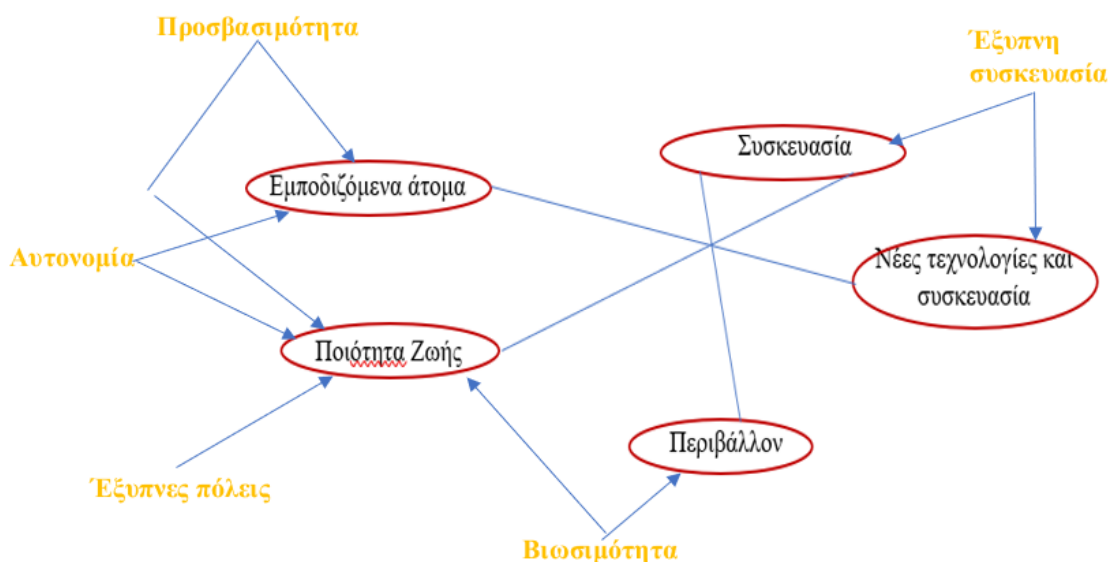 Προσβασιμότητα
Έξυπνη
συσκευασία
Συσκευασία
Εμποδιζόμενα άτομα
Αυτονομία
Νέες τεχνολογίες και
συσκευασία
Ποιότητα Ζωής
Περιβάλλον
Έξυπνες πόλεις
Βιωσιμότητα